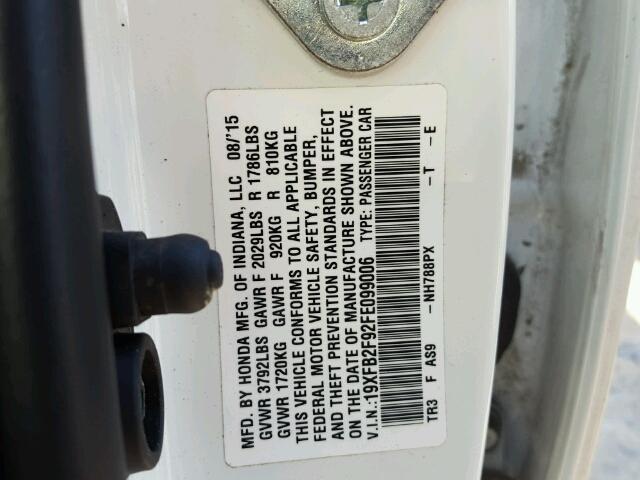 MFD. BY HONDA MFG. OF INDIANA, LLC 08/'15
GVWR 3792LBS GAWR F 2029LBS R 1786LBS
GVWR 1720KG GAWR F 920KG R 810KG
THIS VEHICLE CONFORMS TO ALL APPLICABLE
FEDERAL MOTOR VEHICLE SAFETY, BUMPER,
AND THEFT PREVENTION STANDARDS IN EFFECT
ON THE DATE OF MANUFACTURE SHOWN ABOVE.
V.I.N.:19XFB2F92FE099006 TYPE: PASSENGER CAR
TR3 F AS9 -NH788PX -T -E